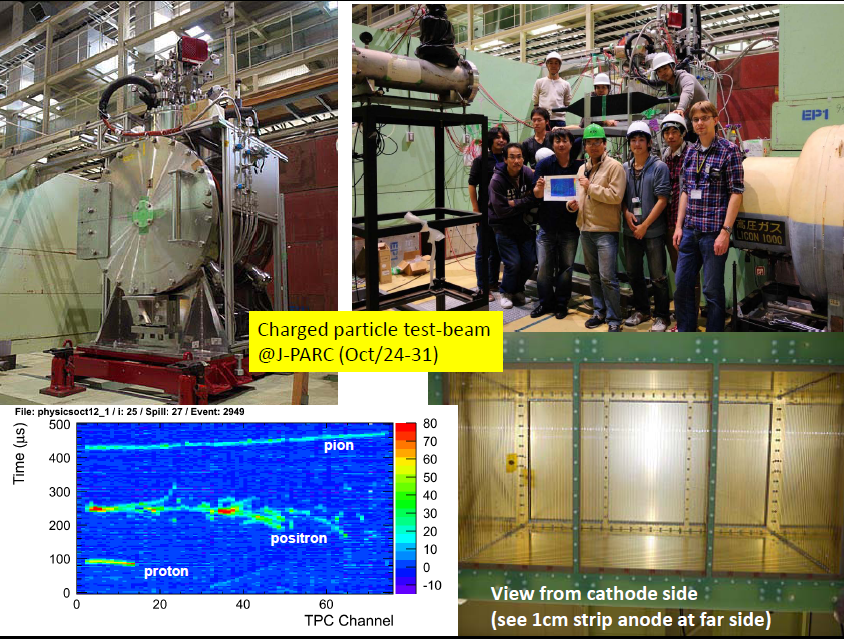 EP1
高圧ガス
LICON 1000
Charged particle test-beam
@J-PARC (Oct/24-31)
File: physicsoct12_1 / i: 25 / Spill: 27 / Event: 2949
Time (µs)
500
400
300
200
100
0
0
20
40
60
TPC Channel
pion
positron
proton
80
70
60
50
40
30
20
10
0
-10
View from cathode side
(see 1cm strip anode at far side)